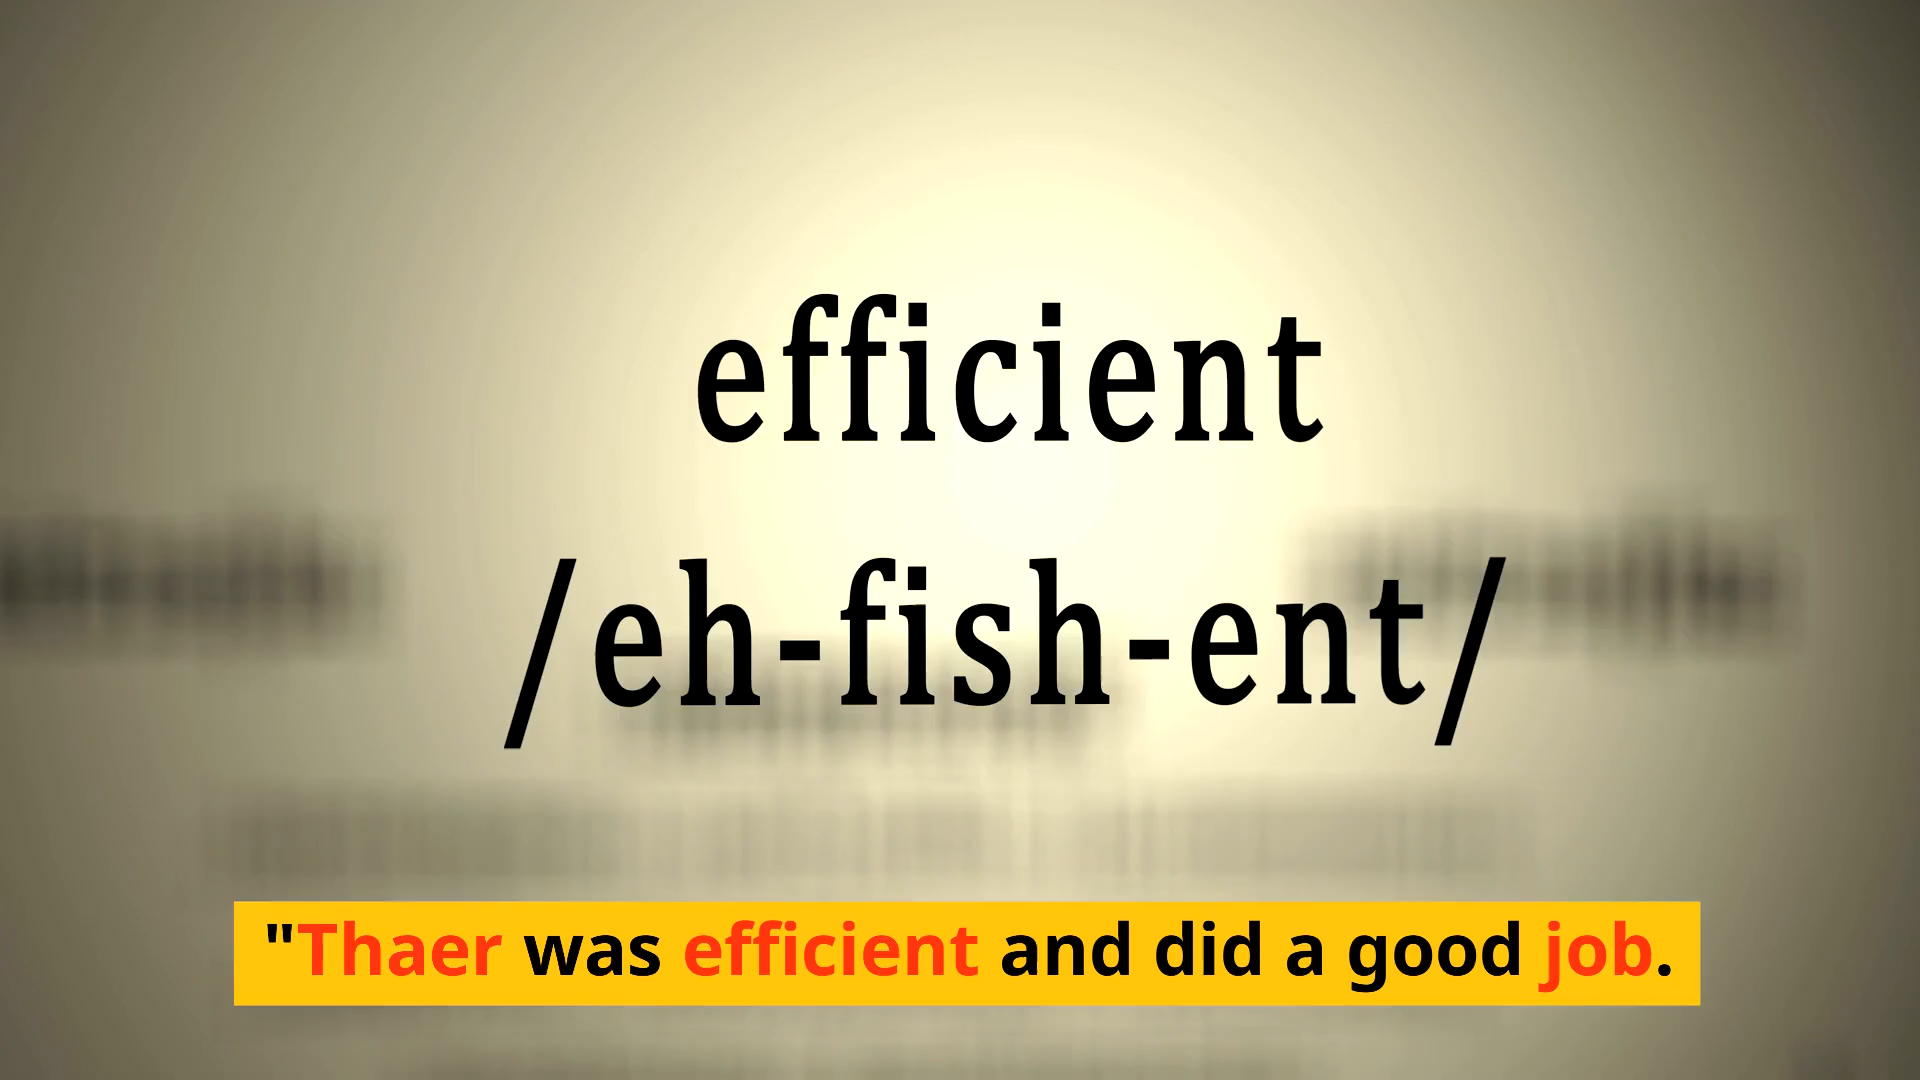 efficient
/eh-fish-ent/
"Thaer was efficient and did a good job.